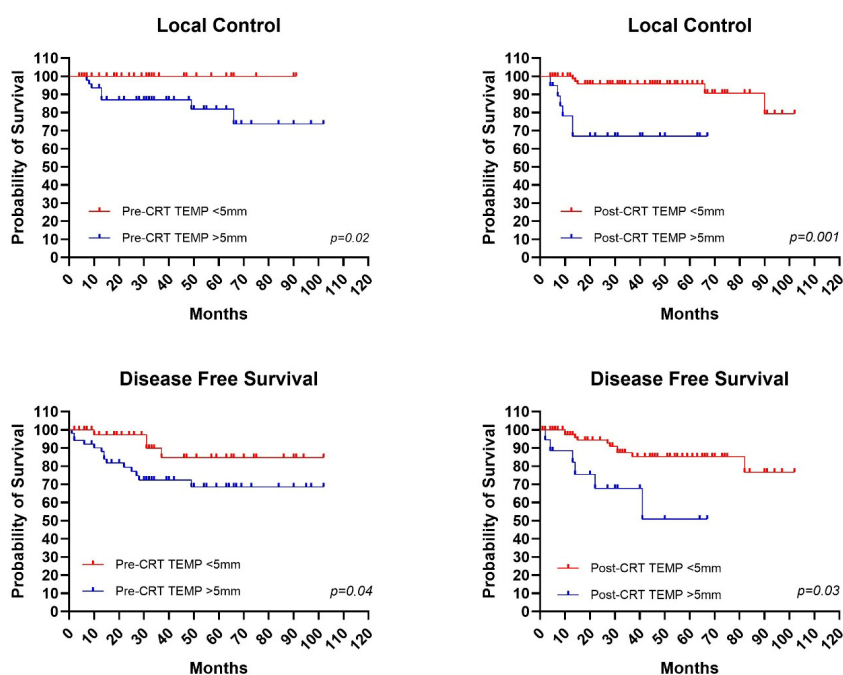 Local Control
Probability of Survival
110
100
90
80
70
60
50
40
30
20
10
0
Pre-CRT TEMP <5mm
Pre-CRT TEMP >5mm
p=0.02
0 10 20 30 40 50 60 70 80 90 100 110 120
Months
Local Control
Probability of Survival
110
100
90
80
70
60
50
40
30
20
10
0
Post-CRT TEMP <5mm
Post-CRT TEMP >5mm
p=0.001
0 10 20 30 40 50 60 70 80 90 100 110 120
Months
Disease Free Survival
Probability of Survival
110
100
90
80
70
60
50
40
30
20
10
0
Pre-CRT TEMP <5mm
Pre-CRT TEMP >5mm
p=0.04
0 10 20 30 40 50 60 70 80 90 100 110 120
Months
Disease Free Survival
Probability of Survival
110
100
90
80
70
60
50
40
30
20
10
0
Post-CRT TEMP <5mm
Post-CRT TEMP >5mm
p=0.03
0 10 20 30 40 50 60 70 80 90 100 110 120
Months